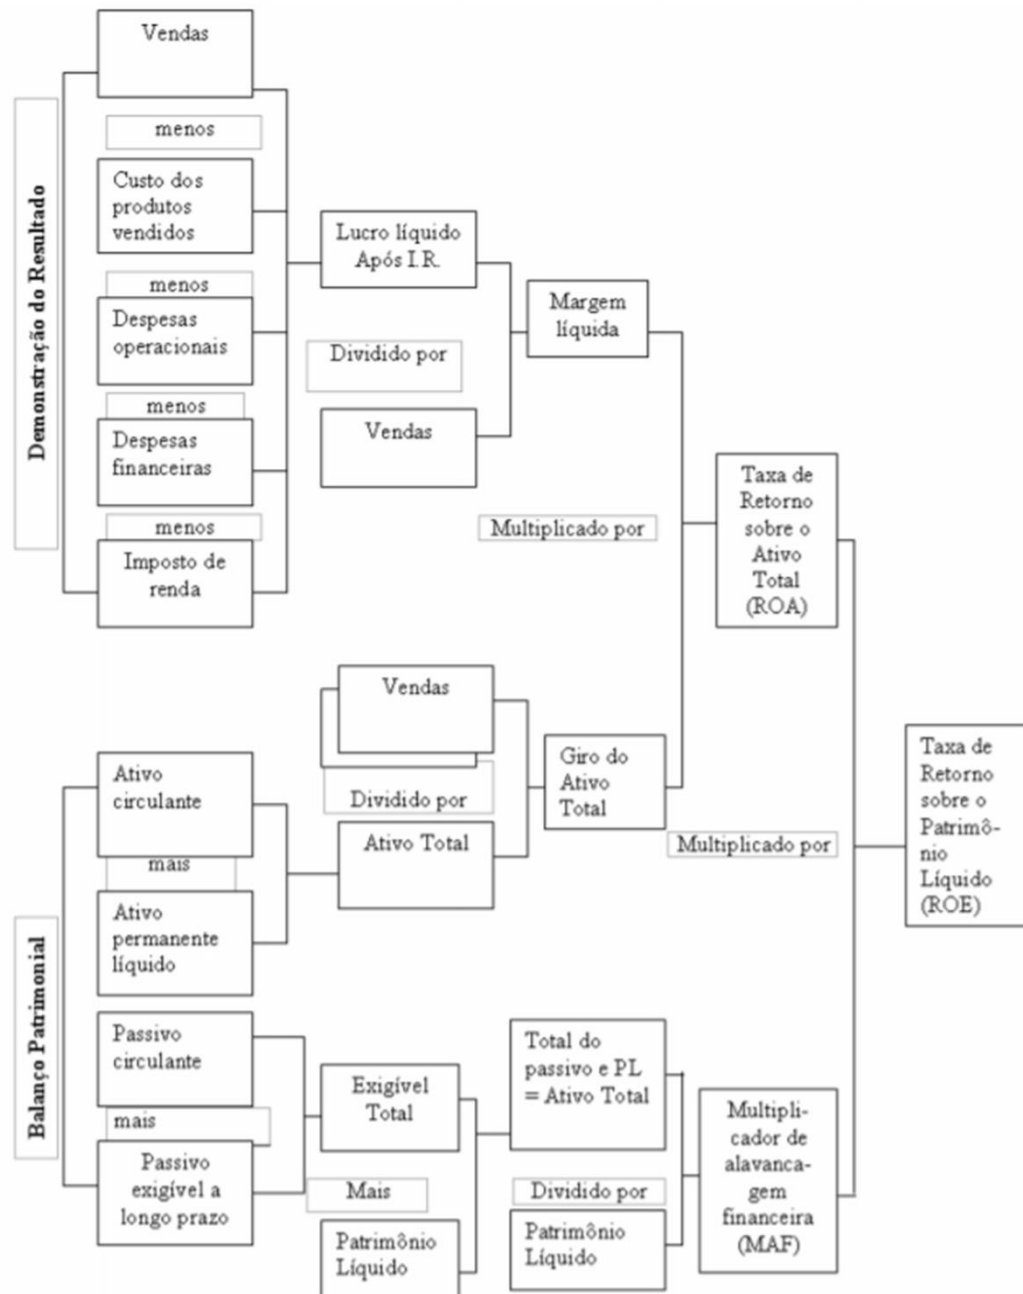 Demonstração do Resultado
Vendas
menos
Custo dos
produtos
vendidos
menos
Despesas
operacionais
menos
Despesas
financeiras
menos
Imposto de
renda
Lucro líquido
Após I.R.
Dividido por
Vendas
Margem
líquida
Multiplicado por
Taxa de
Retorno
sobre o
Ativo
Total
(ROA)
Balanço Patrimonial
Ativo
circulante
mais
Ativo
permanente
líquido
Vendas
Dividido por
Ativo Total
Giro do
Ativo
Total
Multiplicado por
Taxa de
Retorno
sobre o
Patrimô-
nio
Líquido
(ROE)
Passivo
circulante
mais
Passivo
exigível a
longo prazo
Exigível
Total
Mais
Patrimônio
Líquido
Total do
passivo e PL
= Ativo Total
Dividido por
Patrimônio
Líquido
Multipli-
cador de
alavanca-
gem
financeira
(MAF)